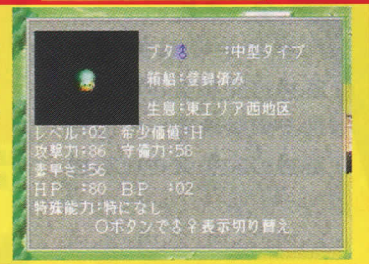 ブタ♂ :中型タイプ
箱船:登録済み
生息:東エリア西地区
レベル:02 希少価値:H
攻撃力:86 守備力:58
素早さ:56
HP :80 BP :02
特殊能力:特になし
○ボタンで♂♀表示切り替え